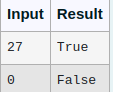 Input Result
27 True
0 False